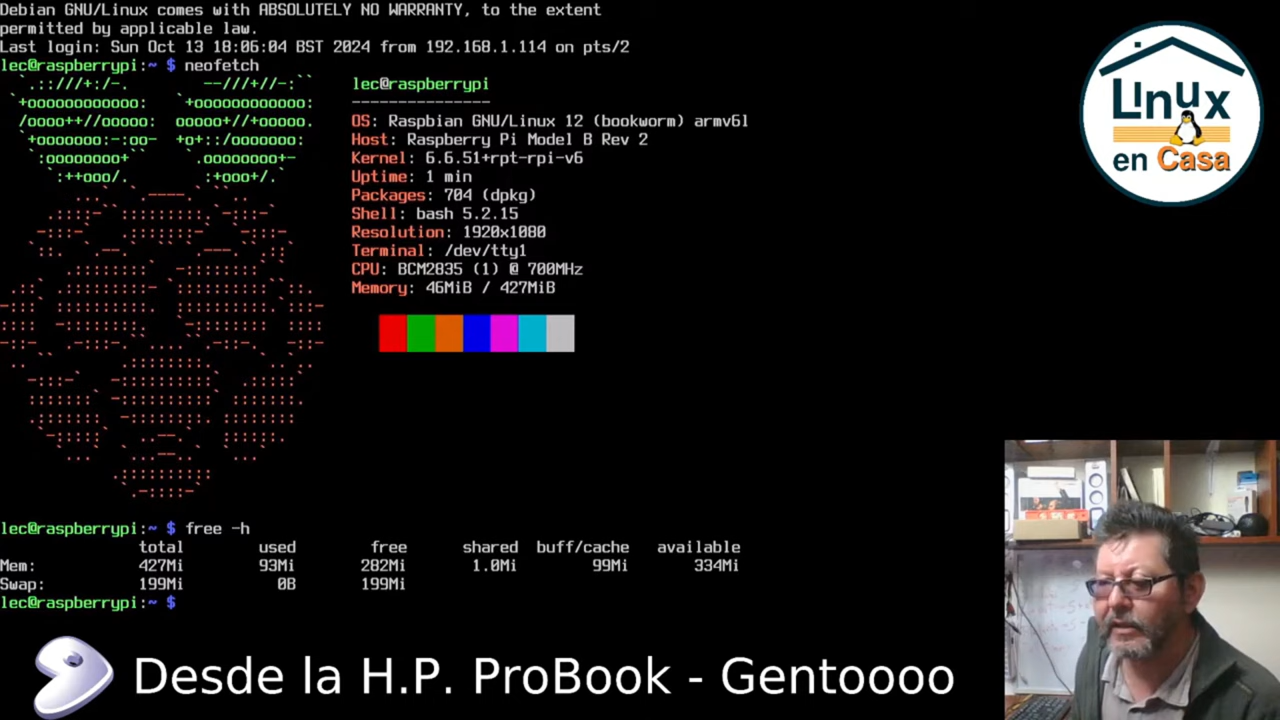 Debian GNU/Linux comes with ABSOLUTELY NO WARRANTY, to the extent
permitted by applicable law.
Last login: Sun Oct 13 18:06:04 BST 2024 from 192.168.1.114 on pts/2
lec@raspberrypi:~ $ neofetch
lec@raspberrypi
---------------
OS: Raspbian GNU/Linux 12 (bookworm) armv6l
Host: Raspberry Pi Model B Rev 2
Kernel: 6.6.51+rpt-rpi-v6
Uptime: 1 min
Packages: 704 (dpkg)
Shell: bash 5.2.15
Resolution: 1920x1080
Terminal: /dev/tty1
CPU: BCM2835 (1) @ 700MHz
Memory: 46MiB / 427MiB
lec@raspberrypi:~ $ free -h
total used free shared buff/cache available
Mem: 427Mi 93Mi 282Mi 1.0Mi 99Mi 334Mi
Swap: 199Mi 0B 199Mi
lec@raspberrypi:~ $
Linux
en Casa
Desde la H.P. ProBook - Gentoooo